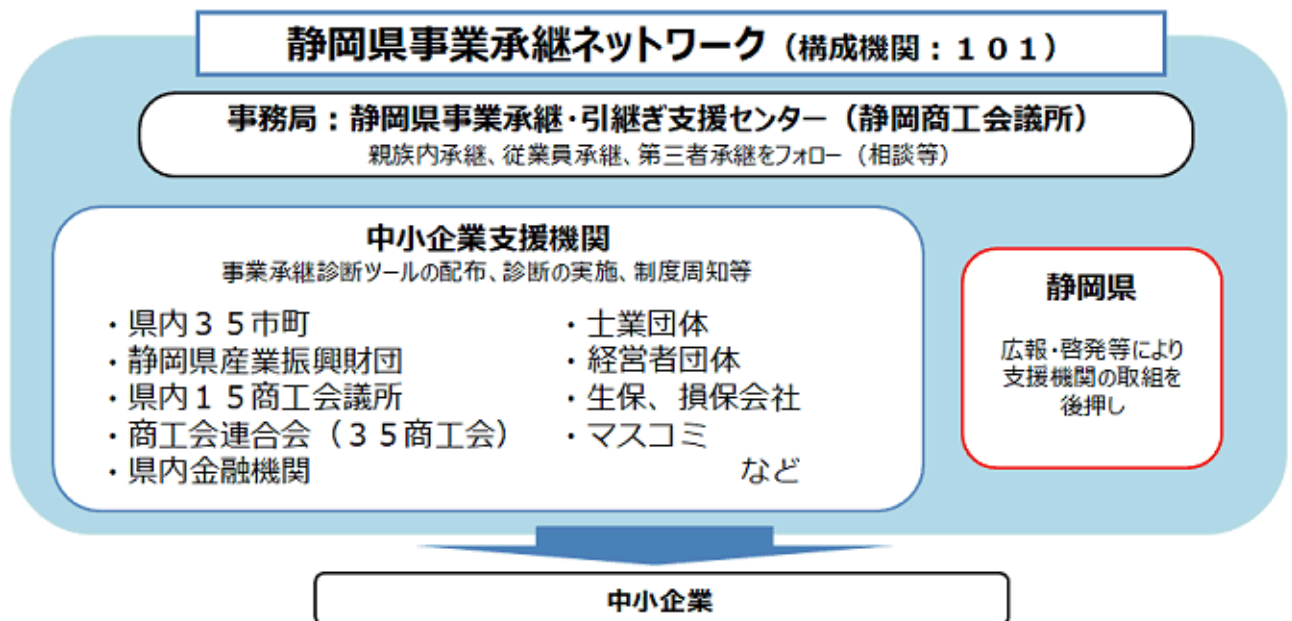 静岡県事業承継ネットワーク（構成機関：１０１）
事務局：静岡県事業承継・引継ぎ支援センター（静岡商工会議所）
親族内承継、従業員承継、第三者承継をフォロー（相談等）
中小企業支援機関
事業承継診断ツールの配布、診断の実施、制度周知等
・県内３５市町
・静岡県産業振興財団
・県内１５商工会議所
・商工会連合会（３５商工会）
・県内金融機関
・士業団体
・経営者団体
・生保、損保会社
・マスコミ
など
静岡県
広報・啓発等により
支援機関の取組を
後押し
中小企業